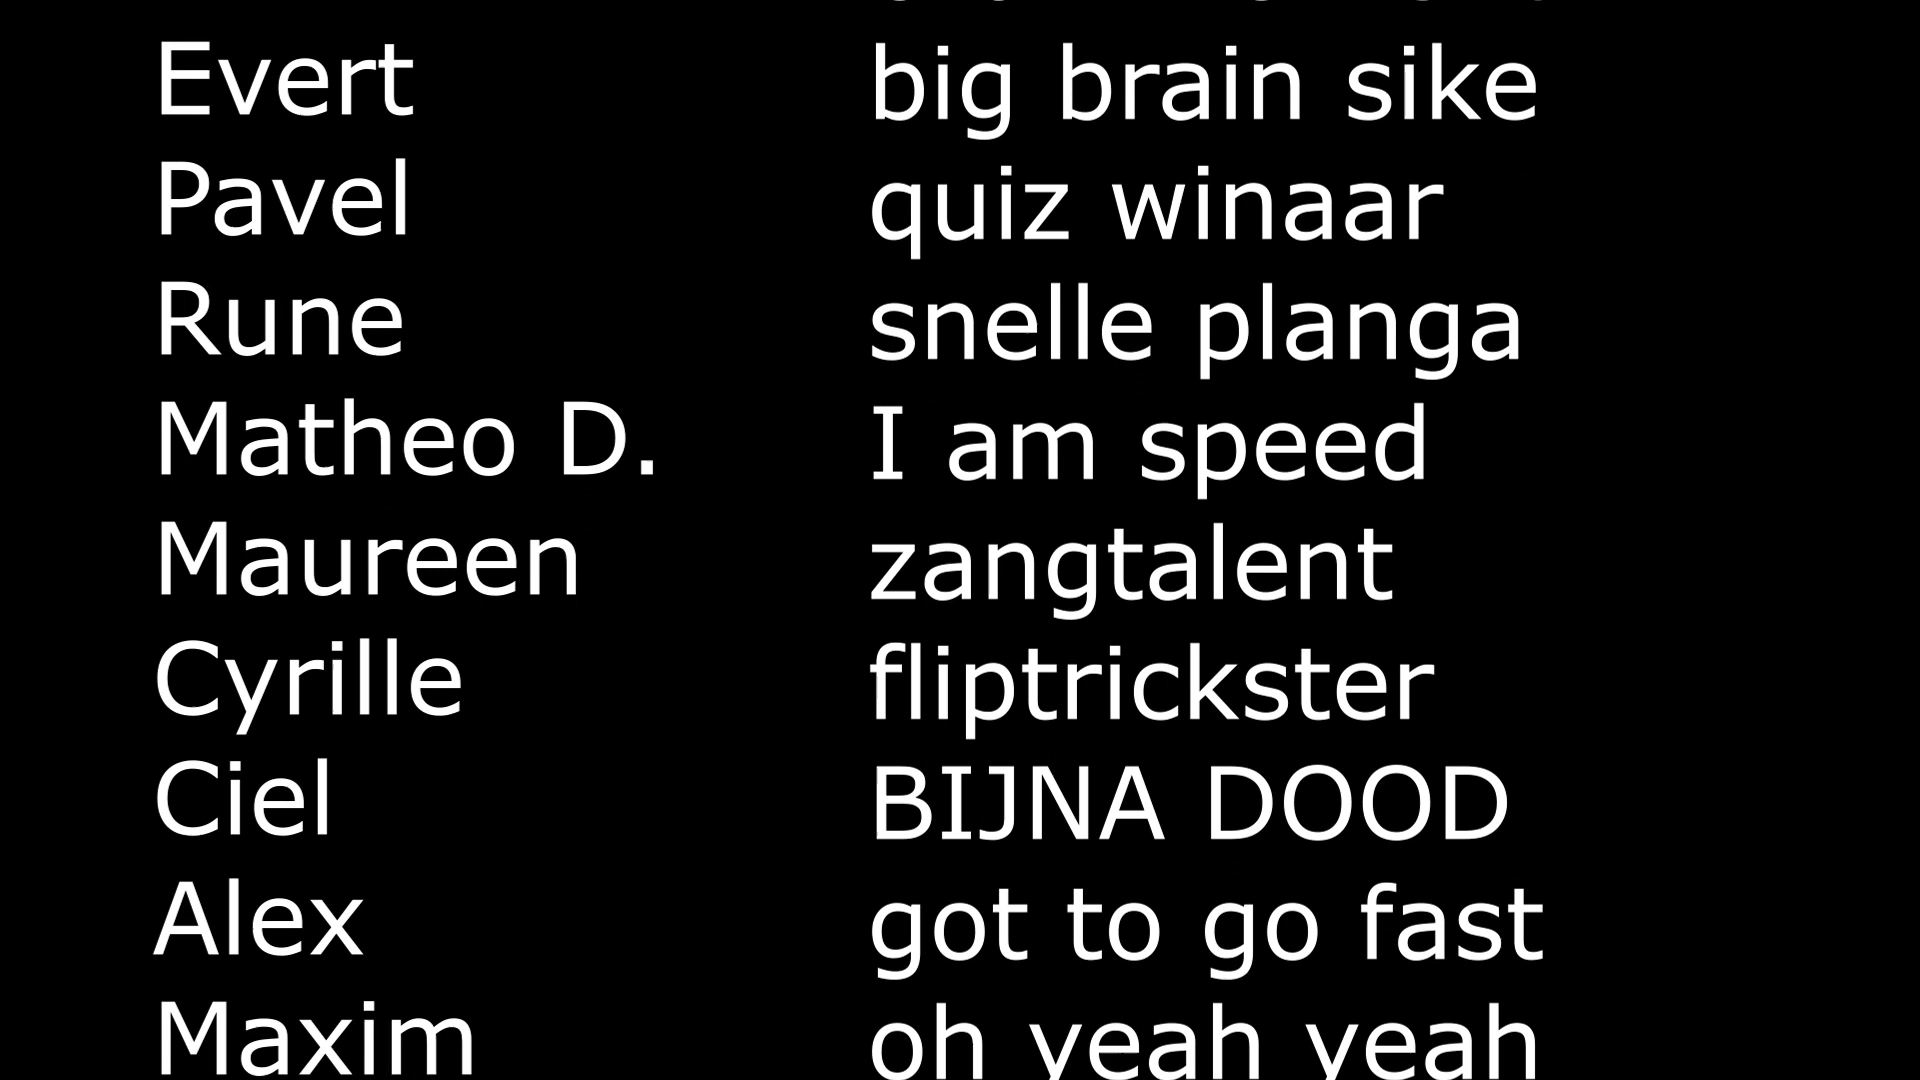 Evert big brain sike
Pavel quiz winaar
Rune snelle planga
Matheo D. I am speed
Maureen zangtalent
Cyrille fliptrickster
Ciel BIJNA DOOD
Alex got to go fast
Maxim oh yeah yeah